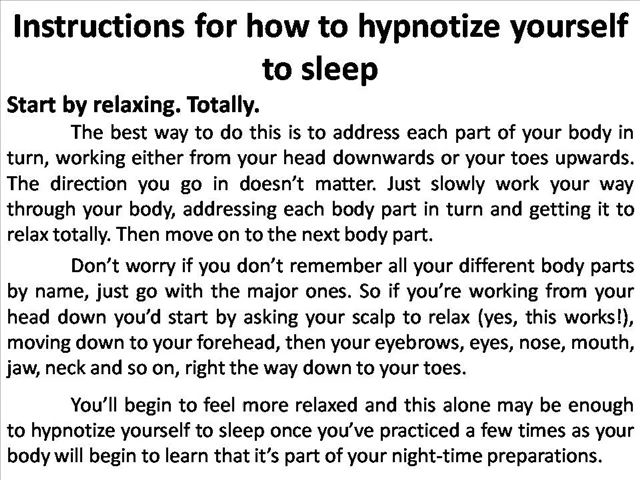 Instructions for how to hypnotize yourself
to sleep
Start by relaxing. Totally.
The best way to do this is to address each part of your body in
turn, working either from your head downwards or your toes upwards.
The direction you go in doesn’t matter. Just slowly work your way
through your body, addressing each body part in turn and getting it to
relax totally. Then move on to the next body part.
Don’t worry if you don’t remember all your different body parts
by name, just go with the major ones. So if you’re working from your
head down you’d start by asking your scalp to relax (yes, this works!),
moving down to your forehead, then your eyebrows, eyes, nose, mouth,
jaw, neck and so on, right the way down to your toes.
You’ll begin to feel more relaxed and this alone may be enough
to hypnotize yourself to sleep once you’ve practiced a few times as your
body will begin to learn that it’s part of your night-time preparations.